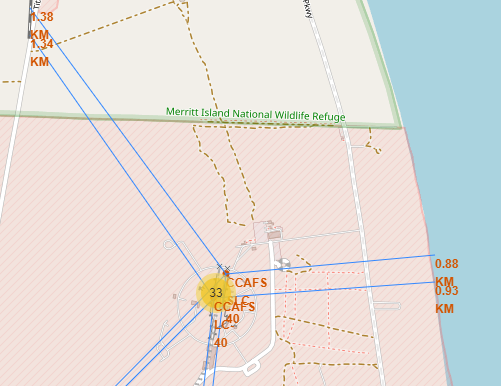 1.38
KM
1.34
KM
Merritt Island National Wildlife Refuge
0.88
KM
0.93
KM
33
CCAFS
LC
40
CCAFS
LC
40